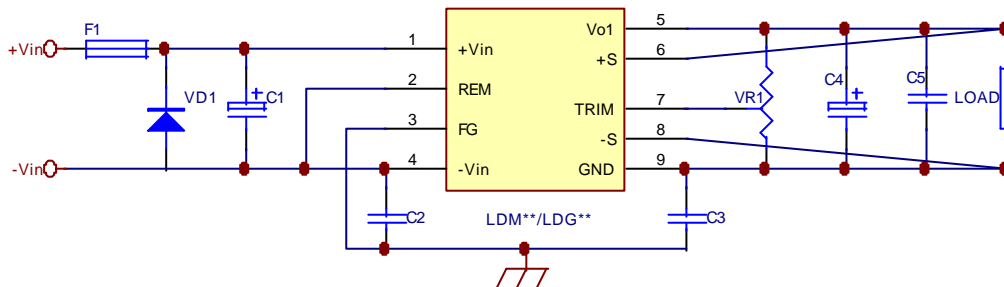 F1
+Vin
1
+Vin
Vo1
5
2
REM
+S
6
VD1
+
C1
+
C4
C5
LOAD
3
FG
TRIM
7
VR1
-S
8
-Vin
4
-Vin
GND
9
C2
LDM**/LDG**
C3